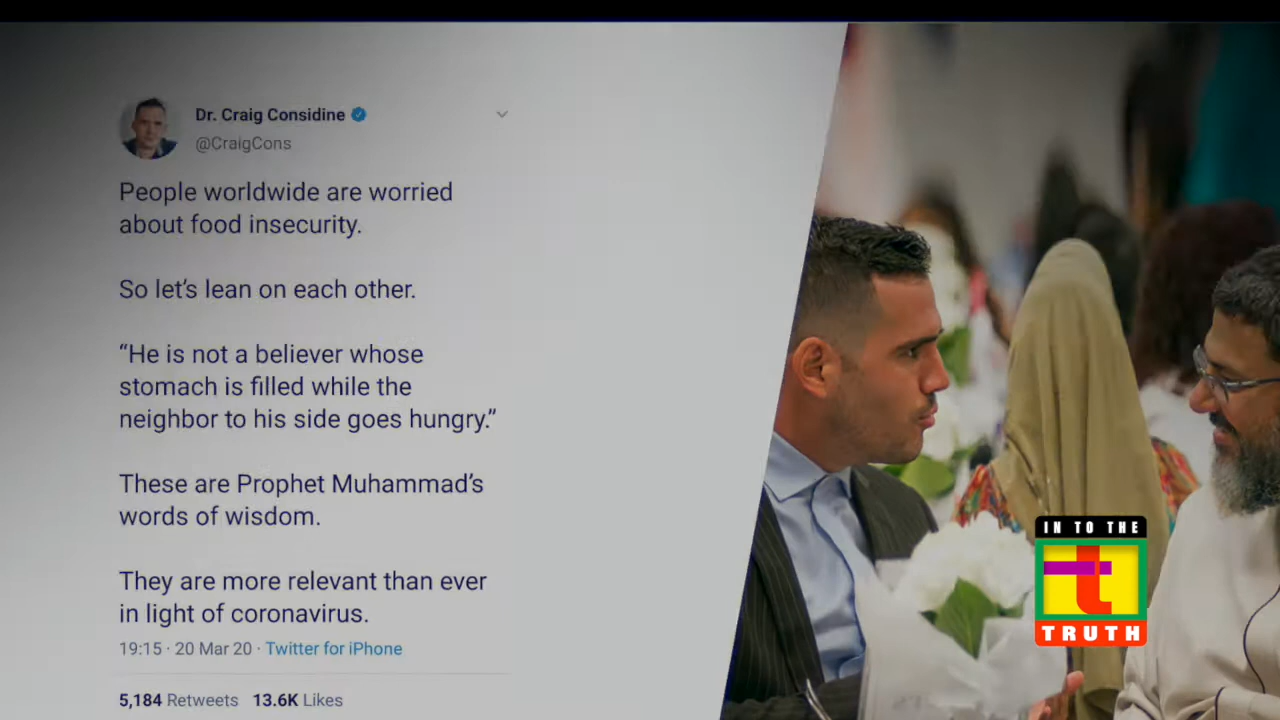 Dr. Craig Considine
@CraigCons
People worldwide are worried
about food insecurity.
So let’s lean on each other.
“He is not a believer whose
stomach is filled while the
neighbor to his side goes hungry.”
These are Prophet Muhammad’s
words of wisdom.
They are more relevant than ever
in light of coronavirus.
19:15 · 20 Mar 20 · Twitter for iPhone
5,184 Retweets 13.6K Likes
IN TO THE
t
TRUTH